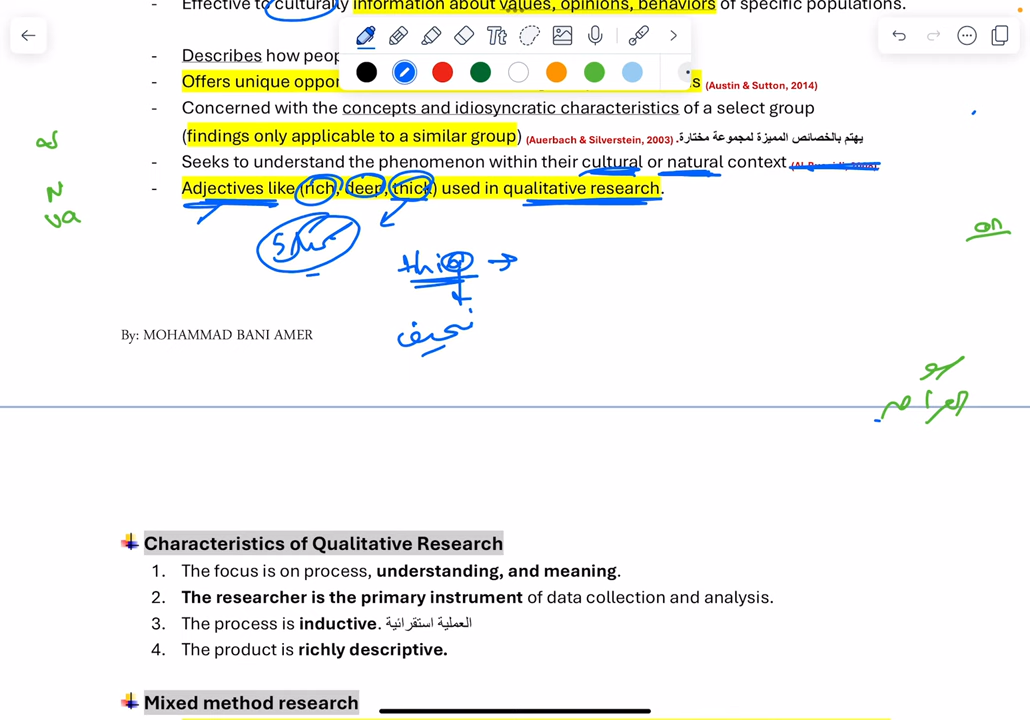 - Effective to culturally information about values, opinions, behaviors of specific populations.
- Describes how peop
Offers unique oppor s (Austin & Sutton, 2014)
- Concerned with the concepts and idiosyncratic characteristics of a select group
(findings only applicable to a similar group) (Auerbach & Silverstein, 2003). يهتم بالخصائص المميزة لمجموعة مختارة
- Seeks to understand the phenomenon within their cultural or natural context
- Adjectives like (rich, deep, thick) used in qualitative research.
on
نحيف
By: MOHAMMAD BANI AMER
Characteristics of Qualitative Research
1. The focus is on process, understanding, and meaning.
2. The researcher is the primary instrument of data collection and analysis.
3. The process is inductive. العملية استقرائية
4. The product is richly descriptive.
Mixed method research